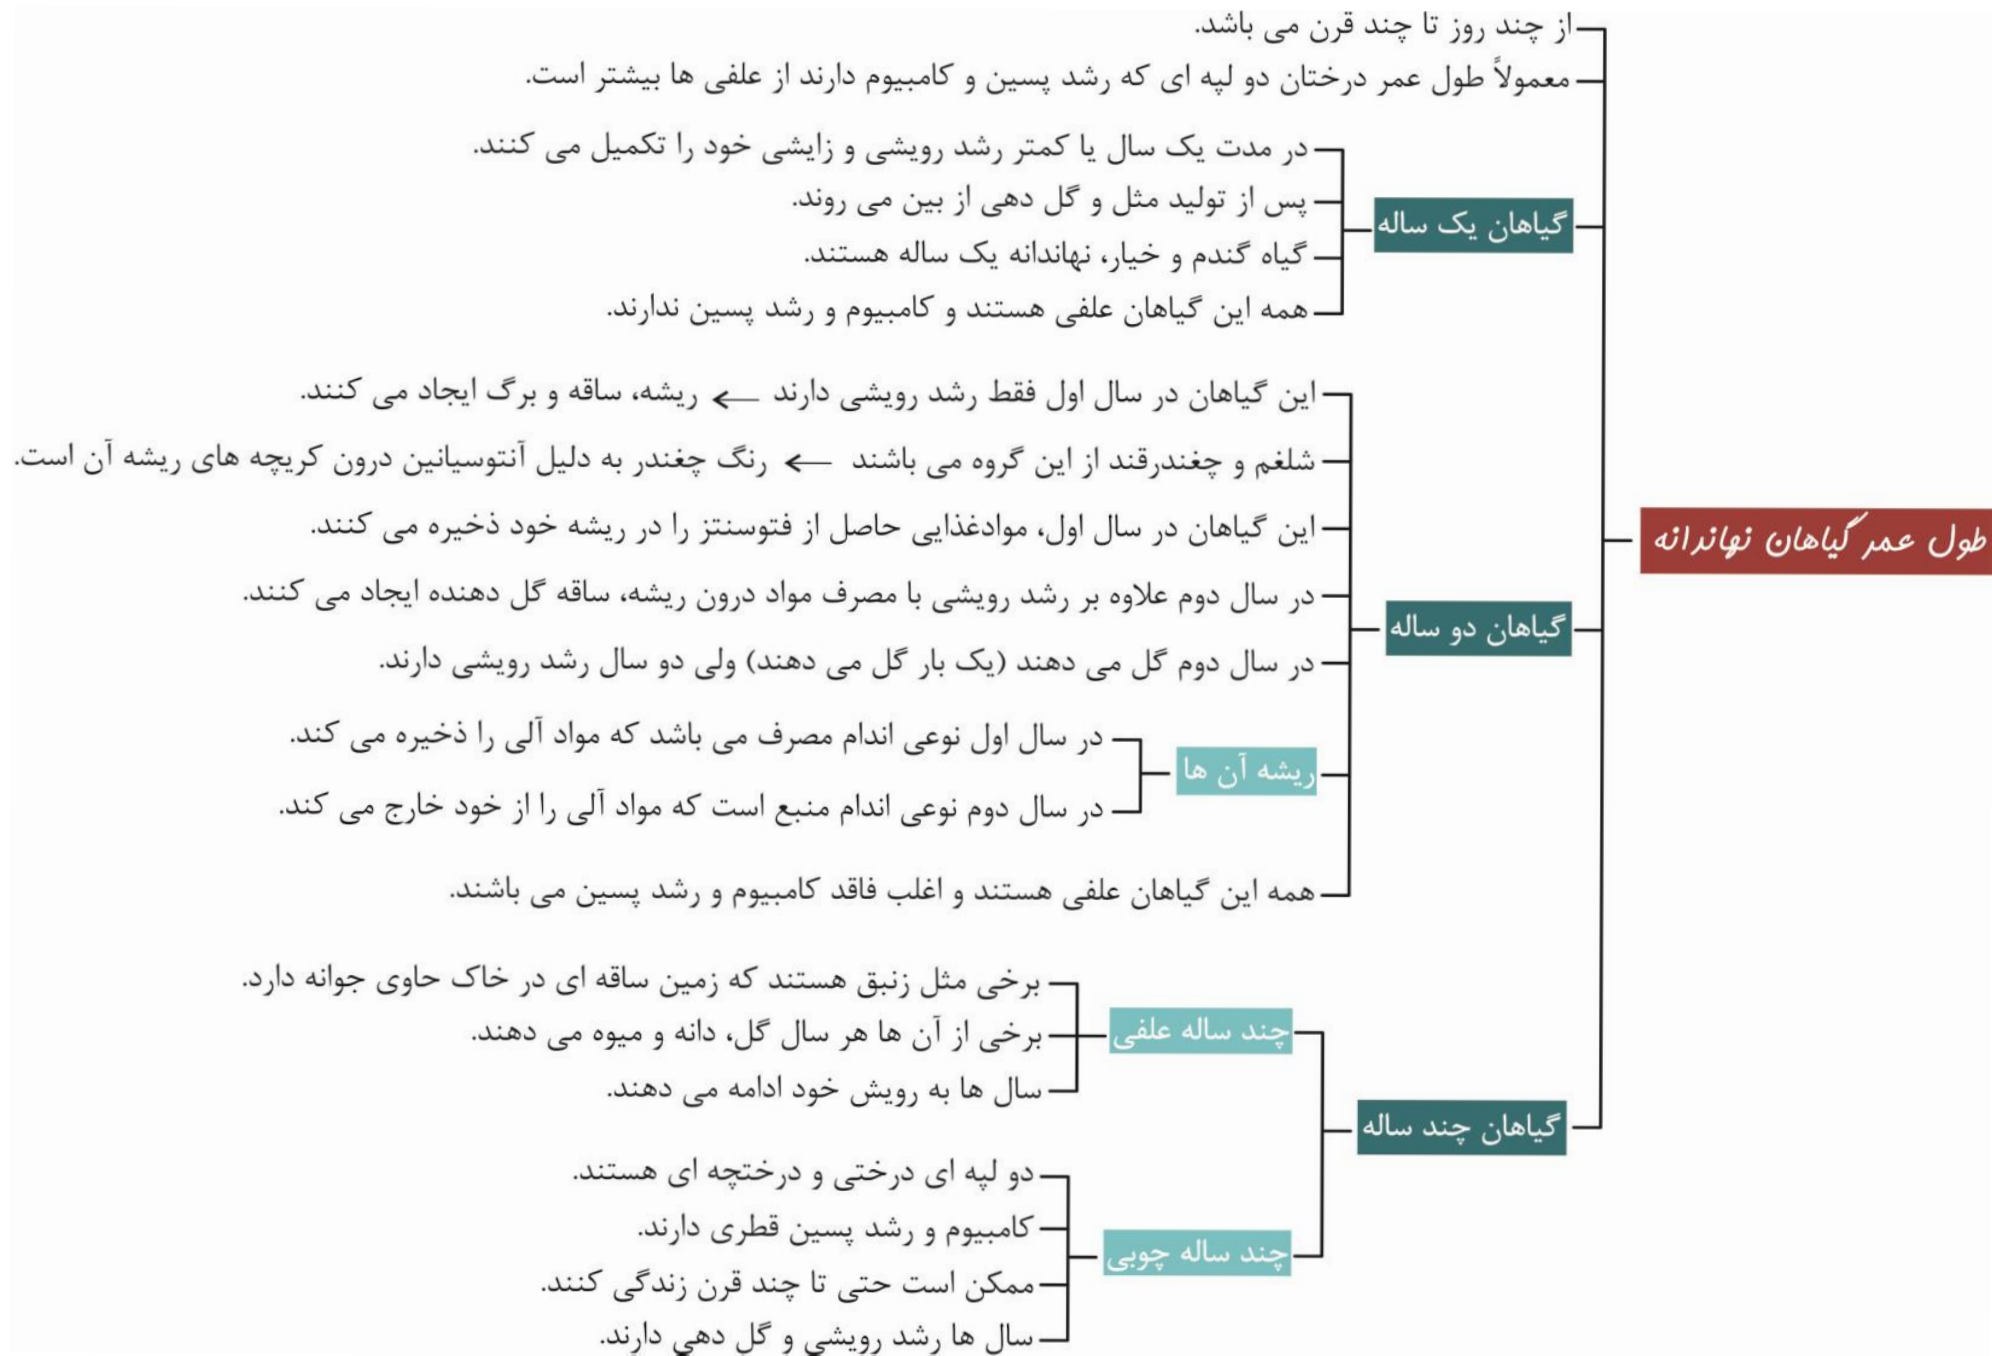 طول عمر گیاهان نهاندانه
از چند روز تا چند قرن می باشد.
معمولاً طول عمر درختان دو لپه ای که رشد پسین و کامبیوم دارند از علفی ها بیشتر است.
گیاهان یک ساله
در مدت یک سال یا کمتر رشد رویشی و زایشی خود را تکمیل می کنند.
پس از تولید مثل و گل دهی از بین می روند.
گیاه گندم و خیار، نهاندانه یک ساله هستند.
همه این گیاهان علفی هستند و کامبیوم و رشد پسین ندارند.
گیاهان دو ساله
این گیاهان در سال اول فقط رشد رویشی دارند ← ریشه، ساقه و برگ ایجاد می کنند.
شلغم و چغندرقند از این گروه می باشند ← رنگ چغندر به دلیل آنتوسیانین درون کریچه های ریشه آن است.
این گیاهان در سال اول، موادغذایی حاصل از فتوسنتز را در ریشه خود ذخیره می کنند.
در سال دوم علاوه بر رشد رویشی با مصرف مواد درون ریشه، ساقه گل دهنده ایجاد می کنند.
در سال دوم گل می دهند (یک بار گل می دهند) ولی دو سال رشد رویشی دارند.
ریشه آن ها
در سال اول نوعی اندام مصرف می باشد که مواد آلی را ذخیره می کند.
در سال دوم نوعی اندام منبع است که مواد آلی را از خود خارج می کند.
همه این گیاهان علفی هستند و اغلب فاقد کامبیوم و رشد پسین می باشند.
گیاهان چند ساله
چند ساله علفی
برخی مثل زنبق هستند که زمین ساقه ای در خاک حاوی جوانه دارد.
برخی از آن ها هر سال گل، دانه و میوه می دهند.
سال ها به رویش خود ادامه می دهند.
چند ساله چوبی
دو لپه ای درختی و درختچه ای هستند.
کامبیوم و رشد پسین قطری دارند.
ممکن است حتی تا چند قرن زندگی کنند.
سال ها رشد رویشی و گل دهی دارند.